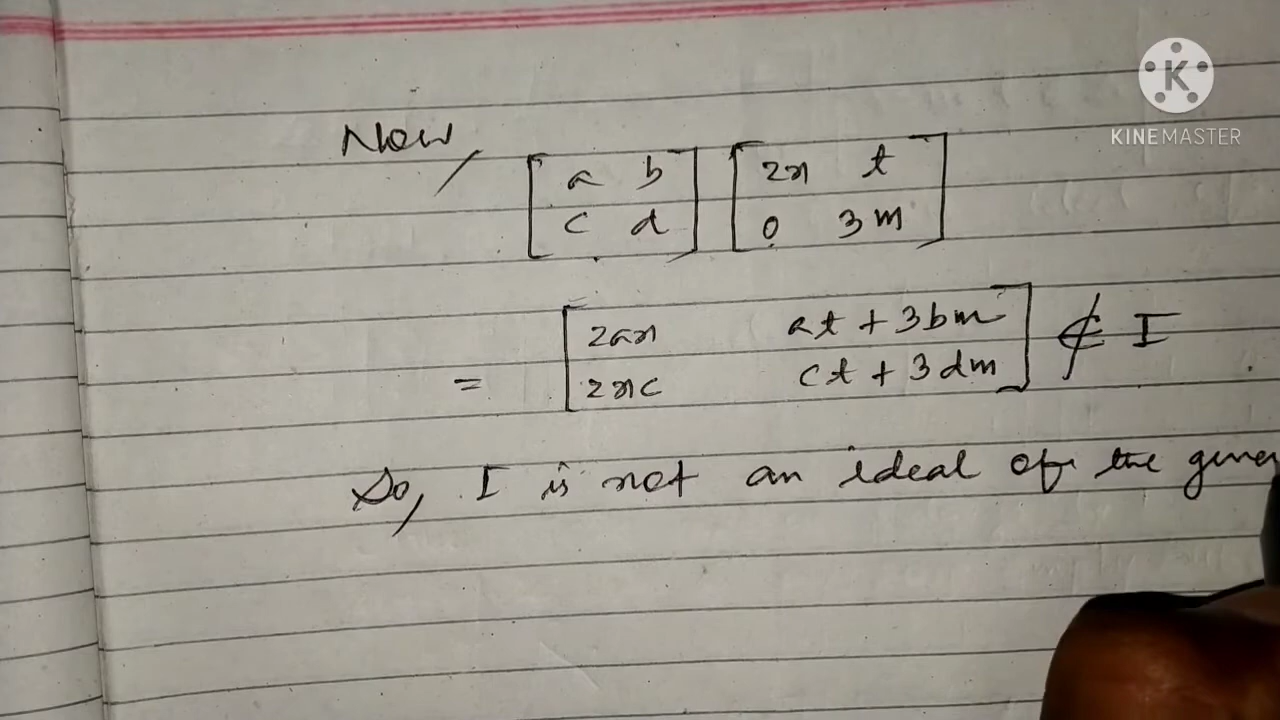 Now,
[ a b ] [ 2x t ]
[ c d ] [ 0 3m ]
= [ 2ax at + 3bm ] ∉ I
[ 2xc ct + 3dm ]
So, I is not an ideal of the
K
KINEMASTER